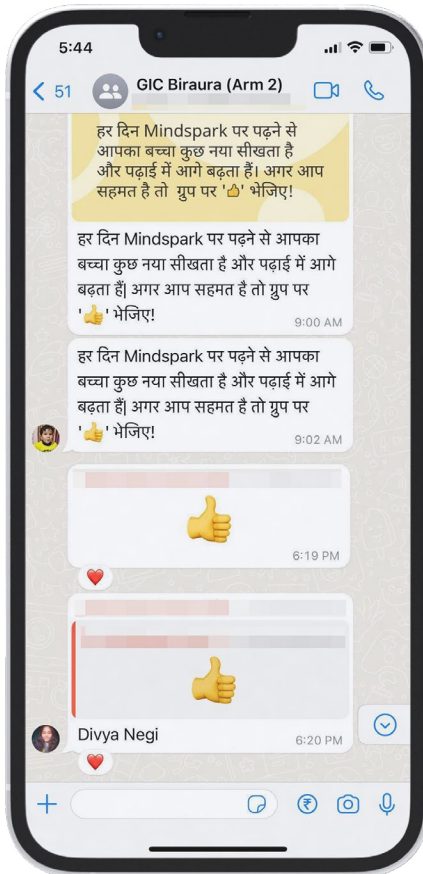 5:44
51
GIC Biraura (Arm 2)
हर दिन Mindspark पर पढ़ने से
आपका बच्चा कुछ नया सीखता है
और पढ़ाई में आगे बढ़ता हैं। अगर आप
सहमत है तो ग्रुप पर '👍' भेजिए!
हर दिन Mindspark पर पढ़ने से आपका
बच्चा कुछ नया सीखता है और पढ़ाई में आगे
बढ़ता हैं| अगर आप सहमत है तो ग्रुप पर
'👍' भेजिए!
9:00 AM
हर दिन Mindspark पर पढ़ने से आपका
बच्चा कुछ नया सीखता है और पढ़ाई में आगे
बढ़ता हैं| अगर आप सहमत है तो ग्रुप पर
'👍' भेजिए!
9:02 AM
👍
6:19 PM
❤️
👍
Divya Negi
6:20 PM
❤️